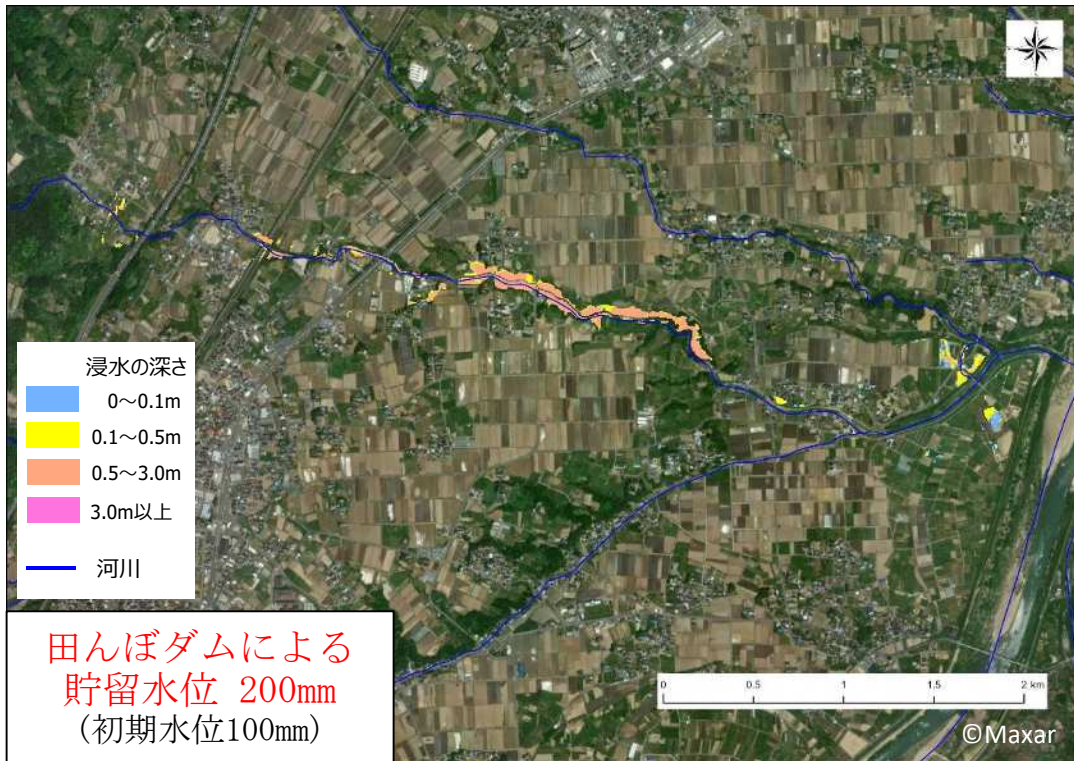 浸水の深さ
0～0.1m
0.1～0.5m
0.5～3.0m
3.0m以上
河川
田んぼダムによる
貯留水位 200mm
(初期水位100mm)
0 0.5 1 1.5 2 km
©Maxar